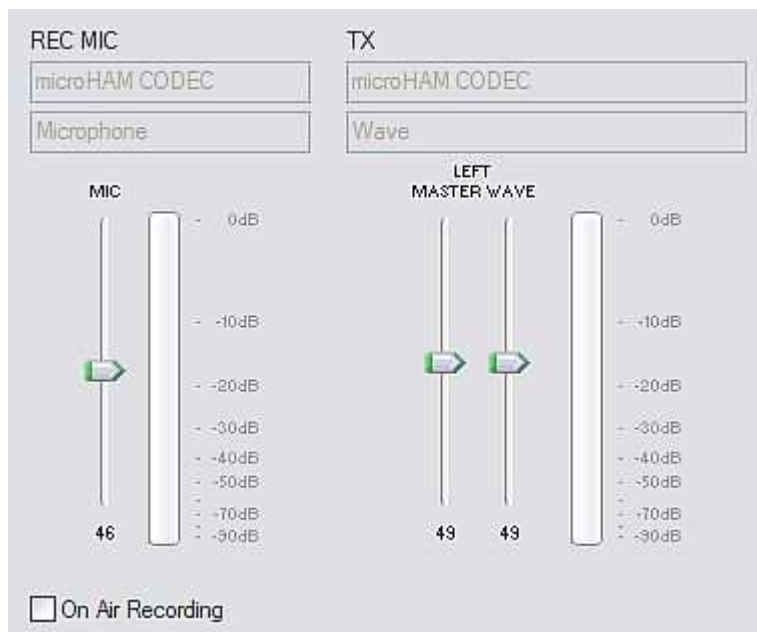 REC MIC
microHAM CODEC
Microphone
MIC
0dB
-10dB
-20dB
-30dB
-40dB
-50dB
-70dB
-90dB
46
TX
microHAM CODEC
Wave
LEFT
MASTER WAVE
0dB
-10dB
-20dB
-30dB
-40dB
-50dB
-70dB
-90dB
49 49
On Air Recording